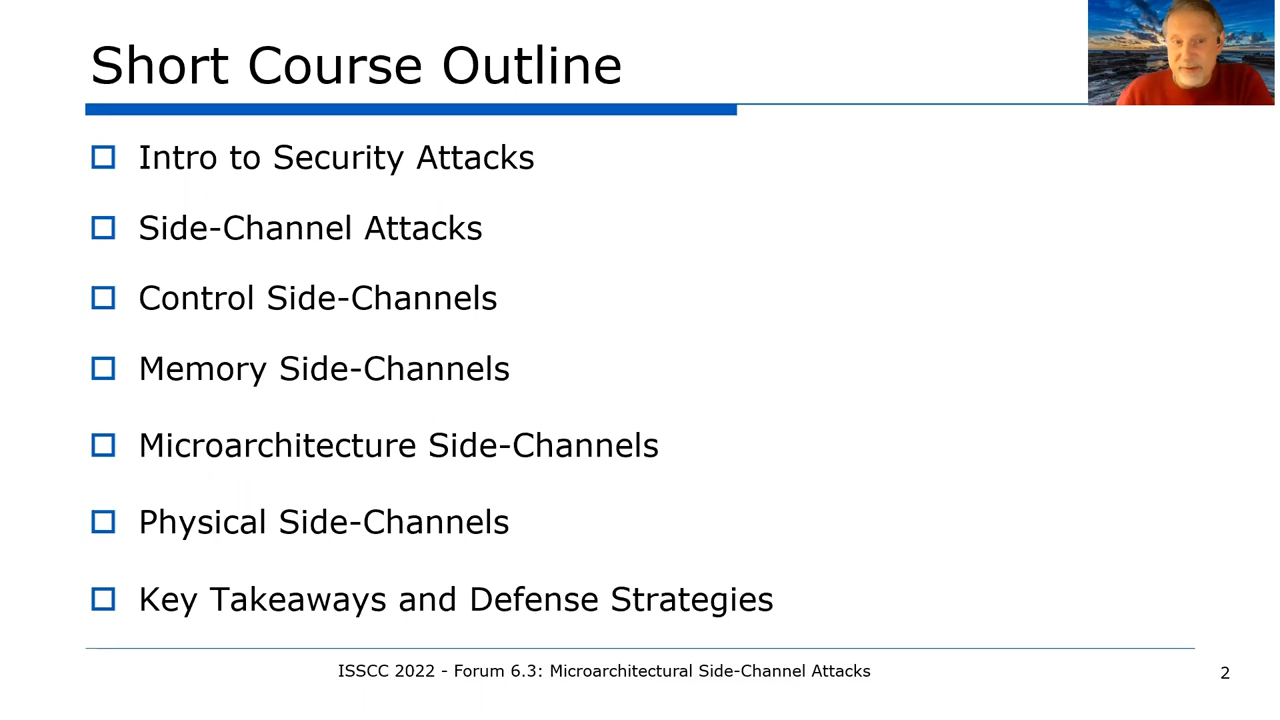 Short Course Outline
Intro to Security Attacks
Side-Channel Attacks
Control Side-Channels
Memory Side-Channels
Microarchitecture Side-Channels
Physical Side-Channels
Key Takeaways and Defense Strategies
ISSCC 2022 - Forum 6.3: Microarchitectural Side-Channel Attacks
2